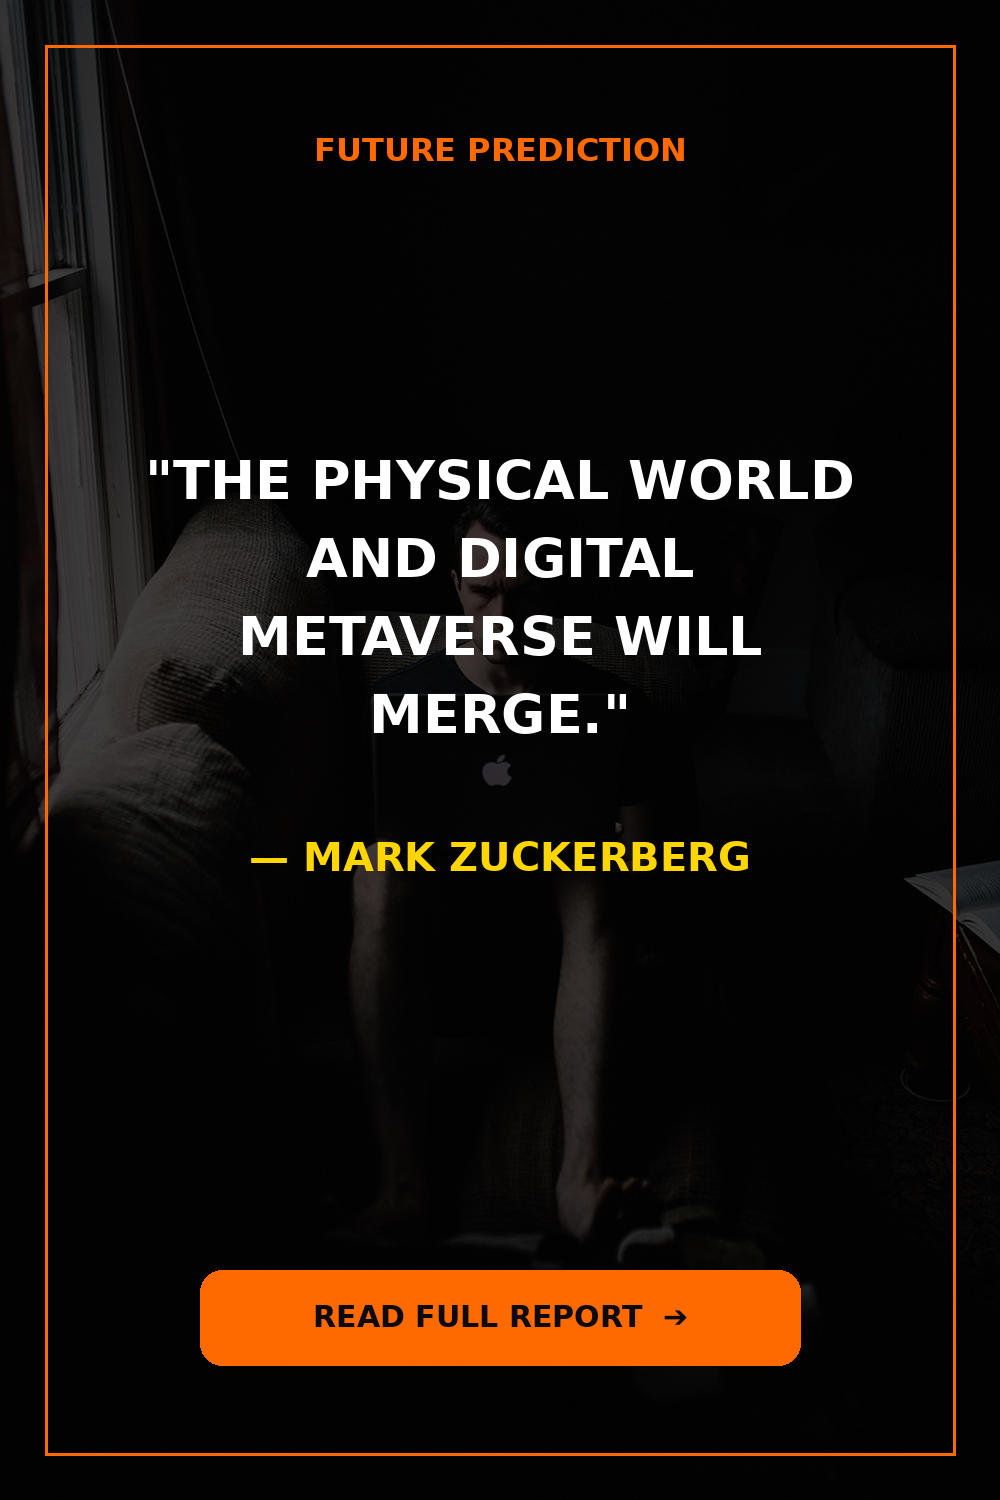 FUTURE PREDICTION
"THE PHYSICAL WORLD
AND DIGITAL
METAVERSE WILL
MERGE."
— MARK ZUCKERBERG
READ FULL REPORT ➔